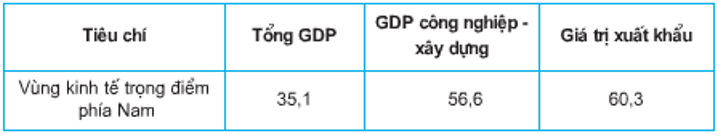 Tiêu chí
Tổng GDP
GDP công nghiệp -
xây dựng
Giá trị xuất khẩu
Vùng kinh tế trọng điểm
phía Nam
35,1
56,6
60,3